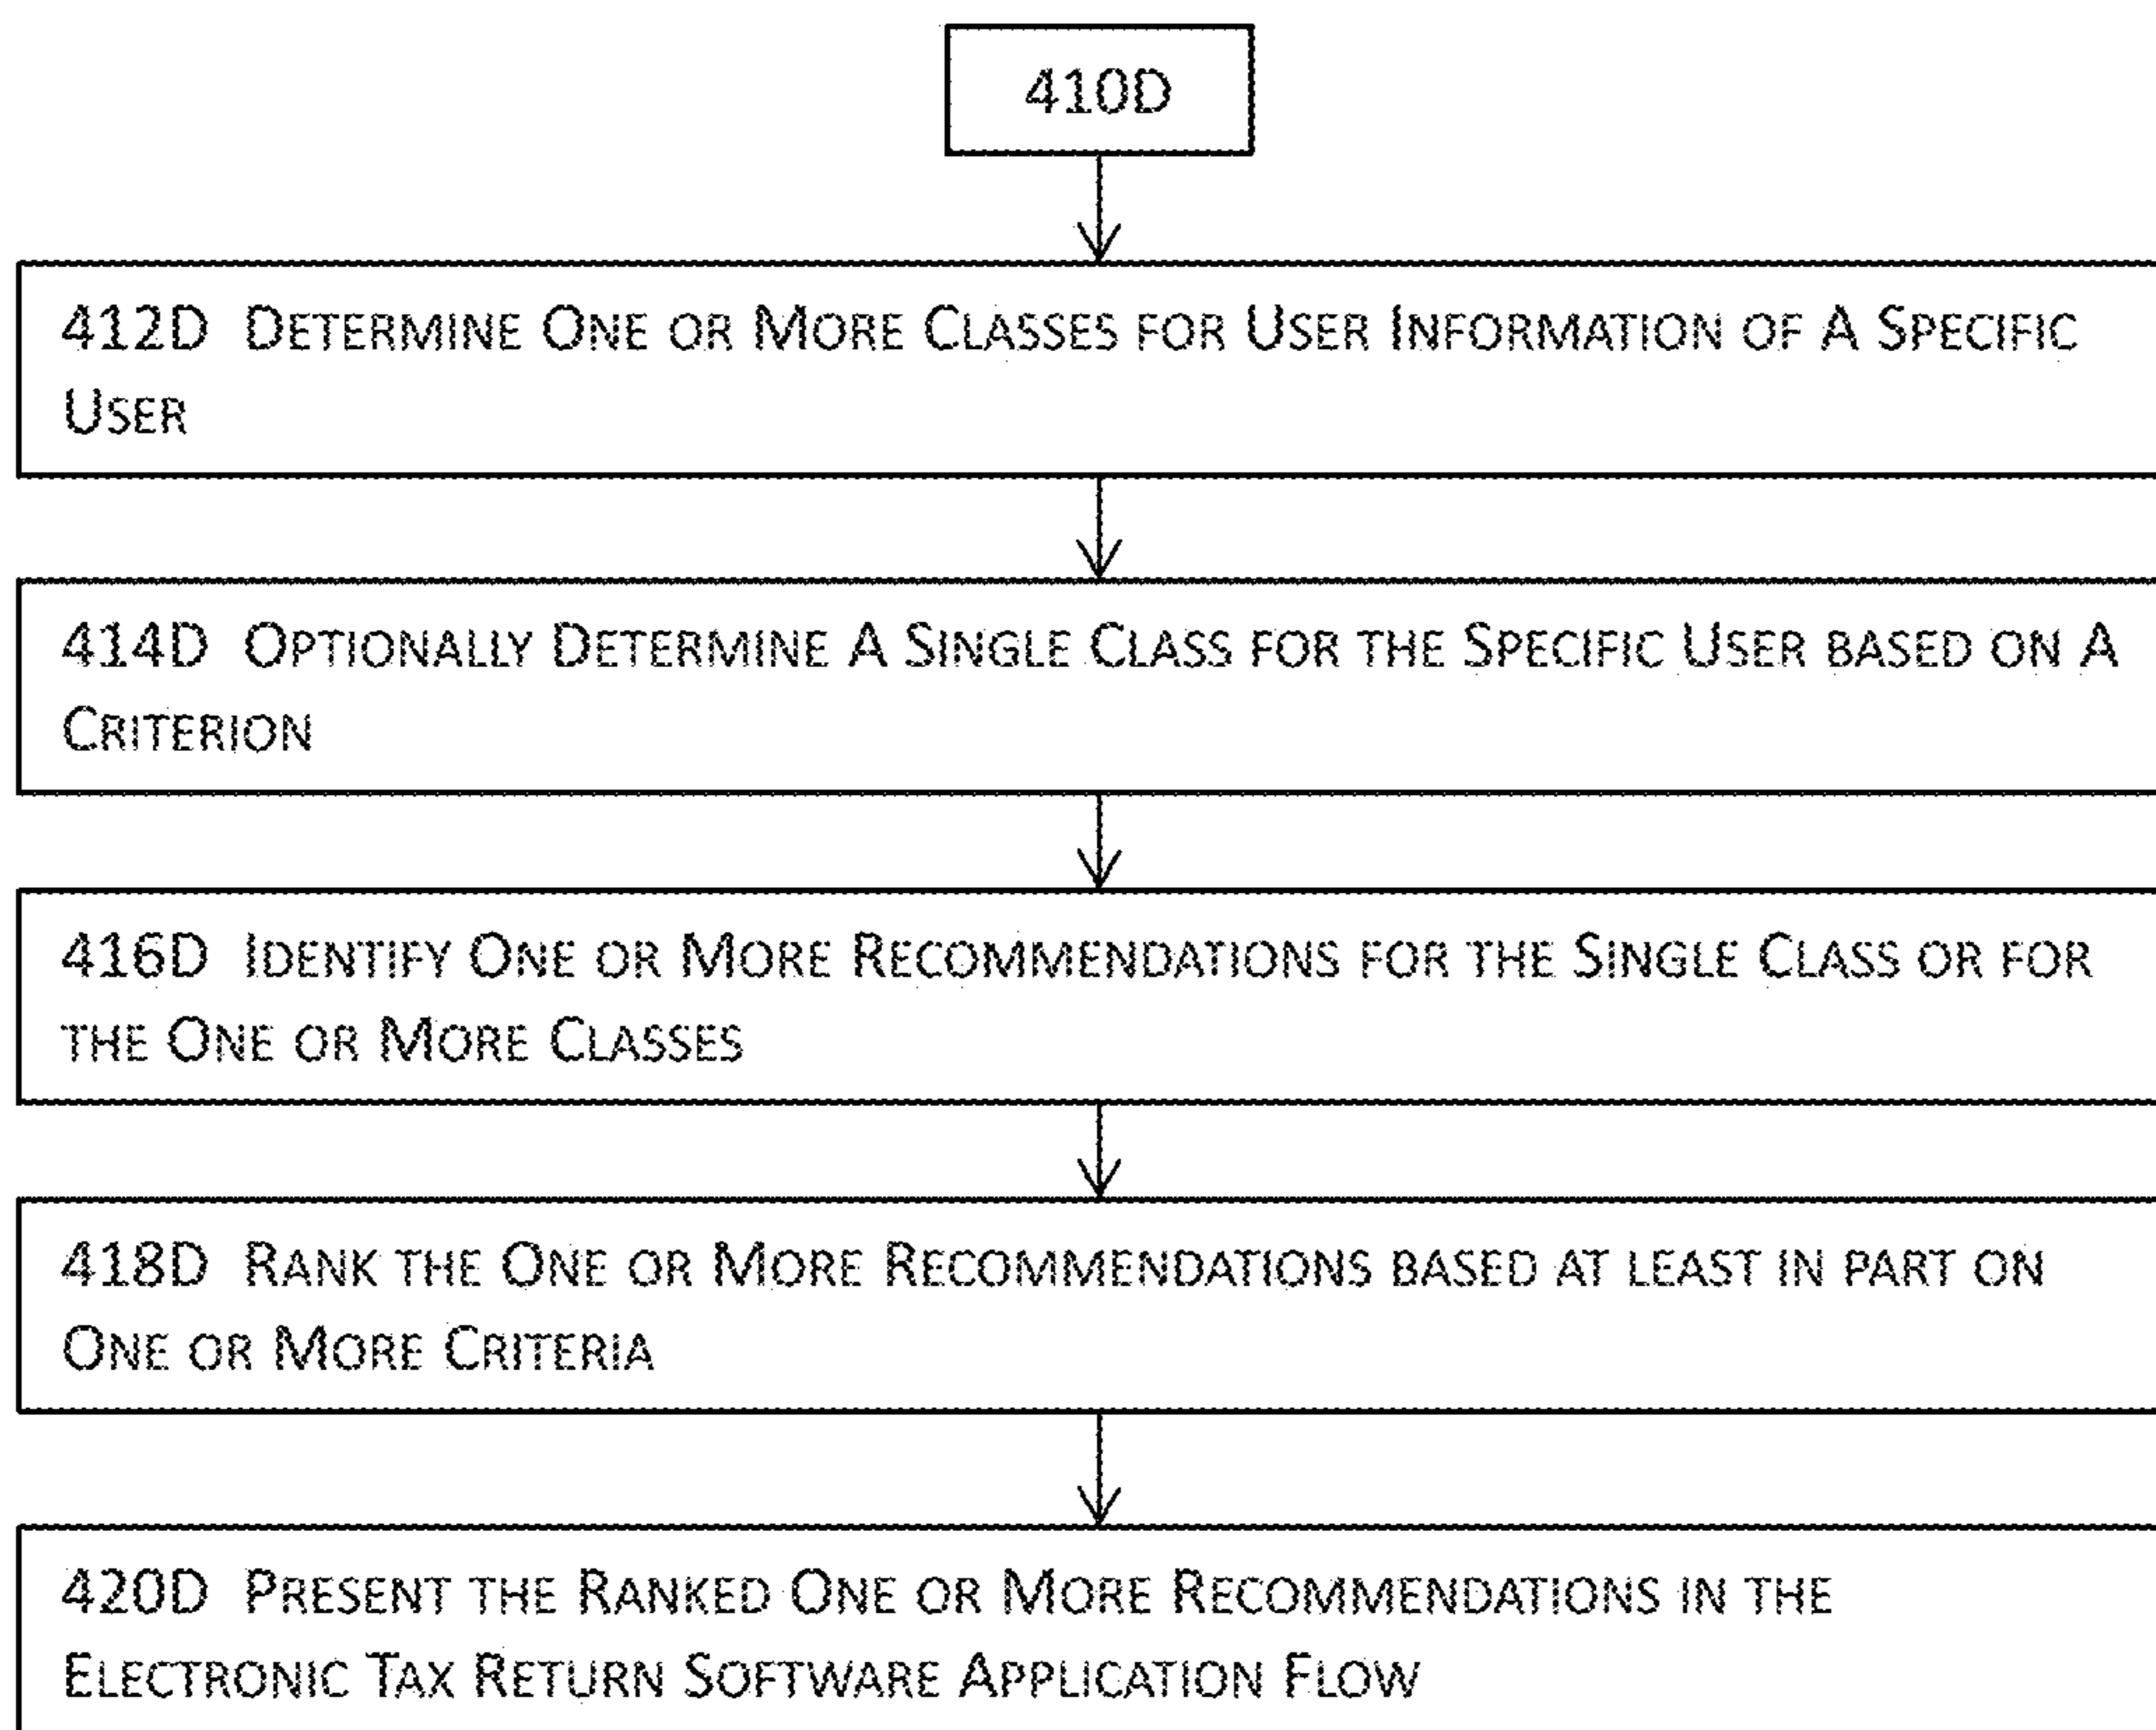 410D
412D Determine One or More Classes for User Information of A Specific
User
414D Optionally Determine A Single Class for the Specific User based on A
Criterion
416D Identify One or More Recommendations for the Single Class or for
the One or More Classes
418D Rank the One or More Recommendations based at least in part on
One or More Criteria
420D Present the Ranked One or More Recommendations in the
Electronic Tax Return Software Application Flow